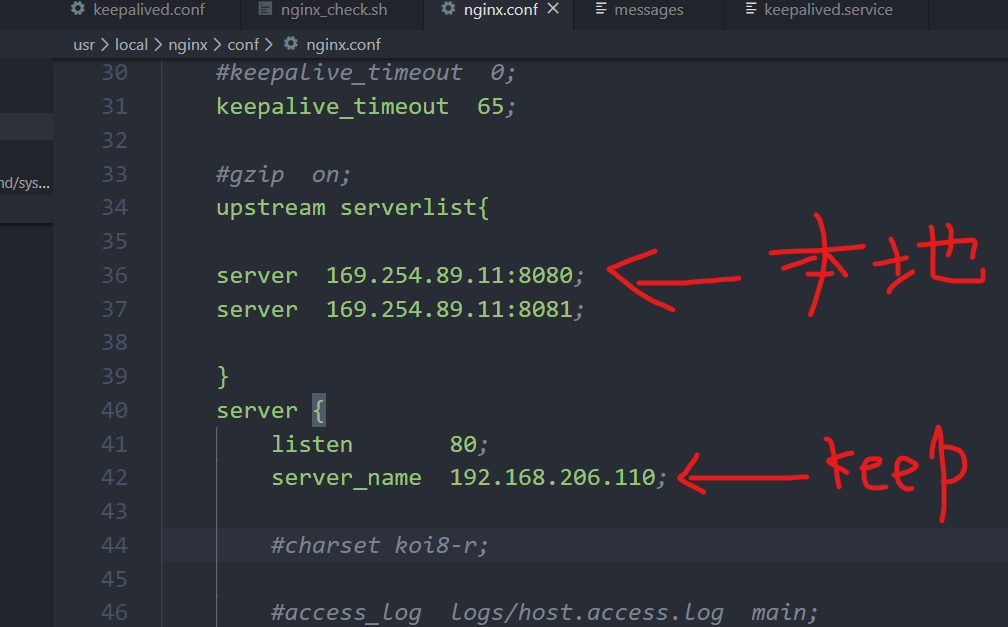 keepalived.conf nginx_check.sh nginx.conf messages keepalived.service
usr local nginx conf nginx.conf
30 #keepalive_timeout 0;
31 keepalive_timeout 65;
32
33 #gzip on;
nd/sys...
34 upstream serverlist{
35
36 server 169.254.89.11:8080;
本地
37 server 169.254.89.11:8081;
38
39 }
40 server {
41 listen 80;
42 server_name 192.168.206.110;
keep
43
44 #charset koi8-r;
45
46 #access_log logs/host.access.log main;